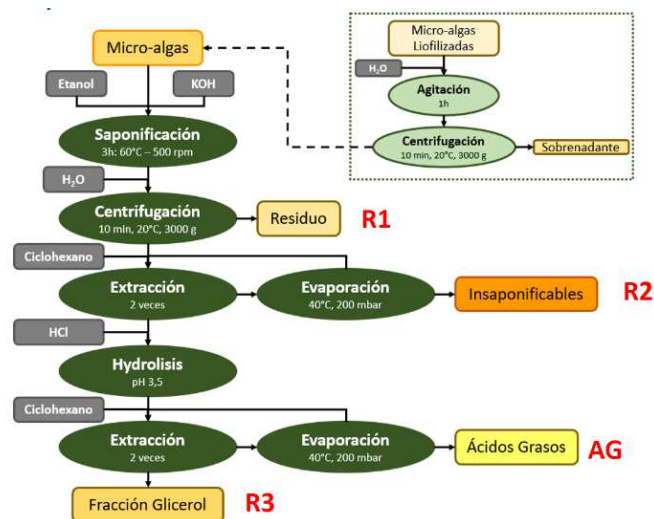 Micro-algas
Etanol
KOH
Saponificación
3h: 60°C – 500 rpm
H₂O
Centrifugación
10 min, 20°C, 3000 g
Residuo
R1
Ciclohexano
Extracción
2 veces
Evaporación
40°C, 200 mbar
Insaponificables
R2
HCl
Hydrolisis
pH 3,5
Ciclohexano
Extracción
2 veces
Evaporación
40°C, 200 mbar
Ácidos Grasos
AG
Fracción Glicerol
R3
Micro-algas
Liofilizadas
H₂O
Agitación
1h
Centrifugación
10 min, 20°C, 3000 g
Sobrenadante